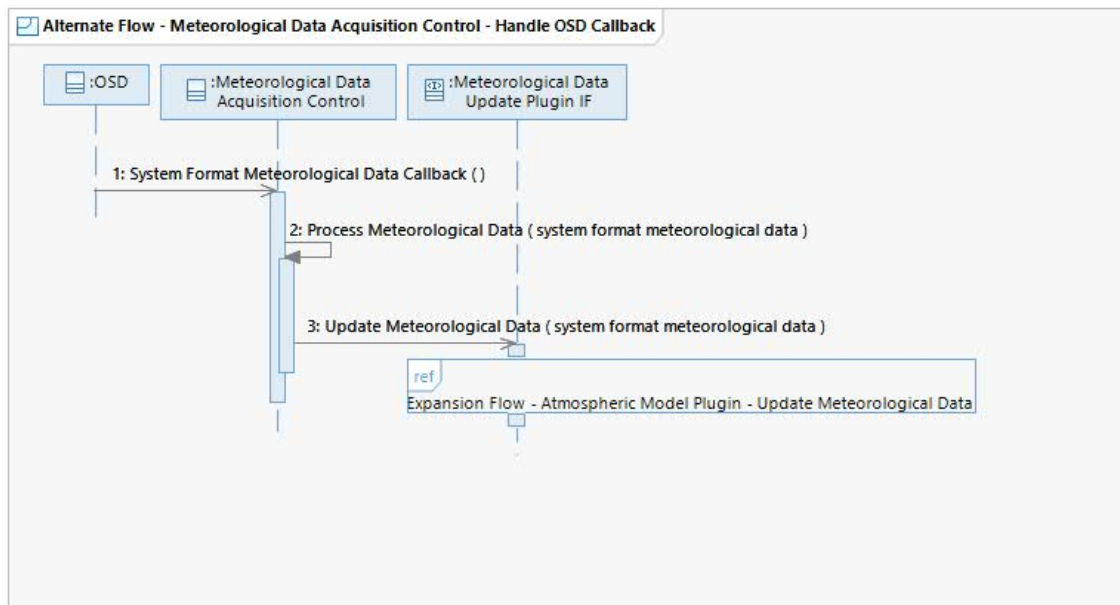 Alternate Flow - Meteorological Data Acquisition Control - Handle OSD Callback
:OSD
:Meteorological Data
Acquisition Control
:Meteorological Data
Update Plugin IF
1: System Format Meteorological Data Callback ( )
2: Process Meteorological Data ( system format meteorological data )
3: Update Meteorological Data ( system format meteorological data )
ref
Expansion Flow - Atmospheric Model Plugin - Update Meteorological Data